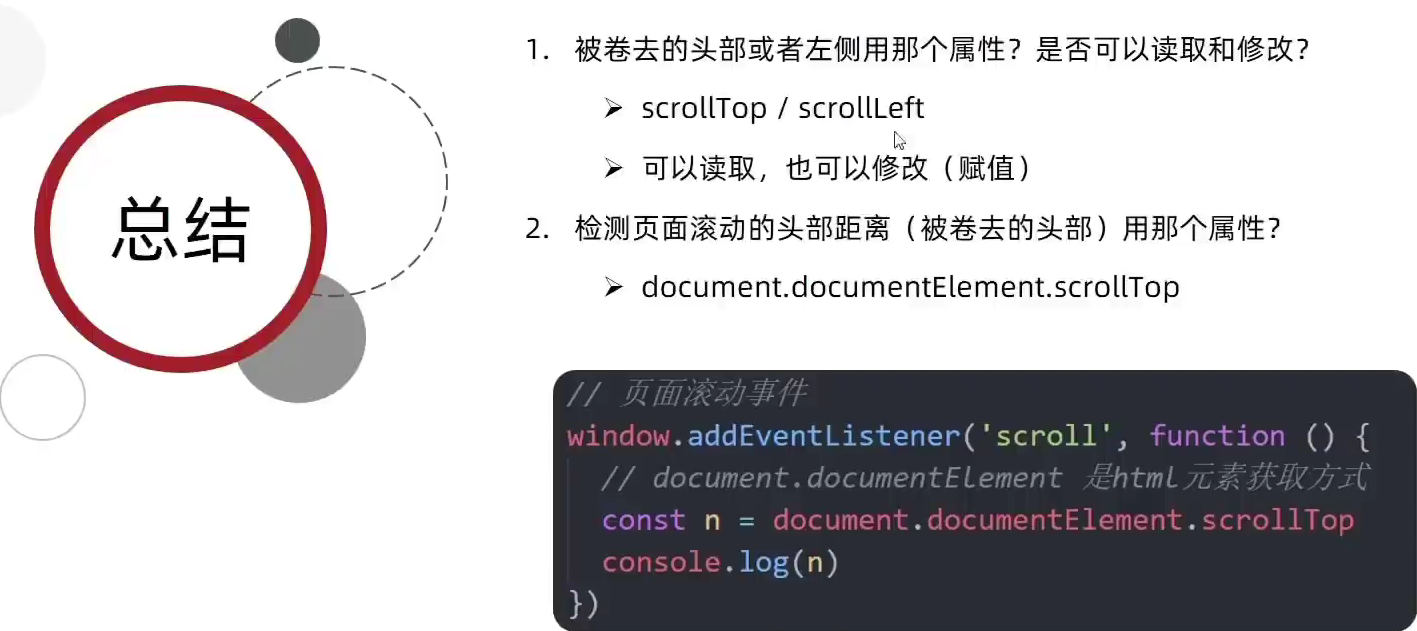 总结
1. 被卷去的头部或者左侧用那个属性？是否可以读取和修改？
➢ scrollTop / scrollLeft
➢ 可以读取，也可以修改（赋值）
2. 检测页面滚动的头部距离（被卷去的头部）用那个属性？
➢ document.documentElement.scrollTop
// 页面滚动事件
window.addEventListener('scroll', function () {
  // document.documentElement 是html元素获取方式
  const n = document.documentElement.scrollTop
  console.log(n)
})